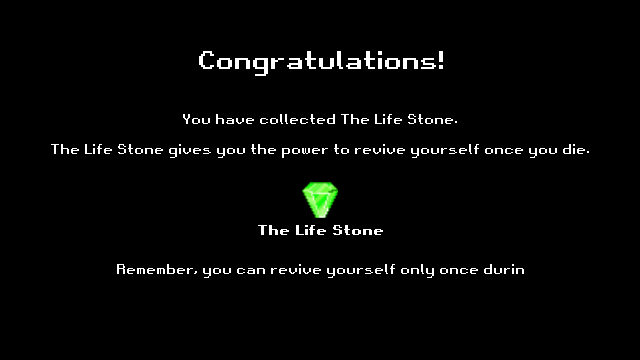 Congratulations!
You have collected The Life Stone.
The Life Stone gives you the power to revive yourself once you die.
The Life Stone
Remember, you can revive yourself only once durin